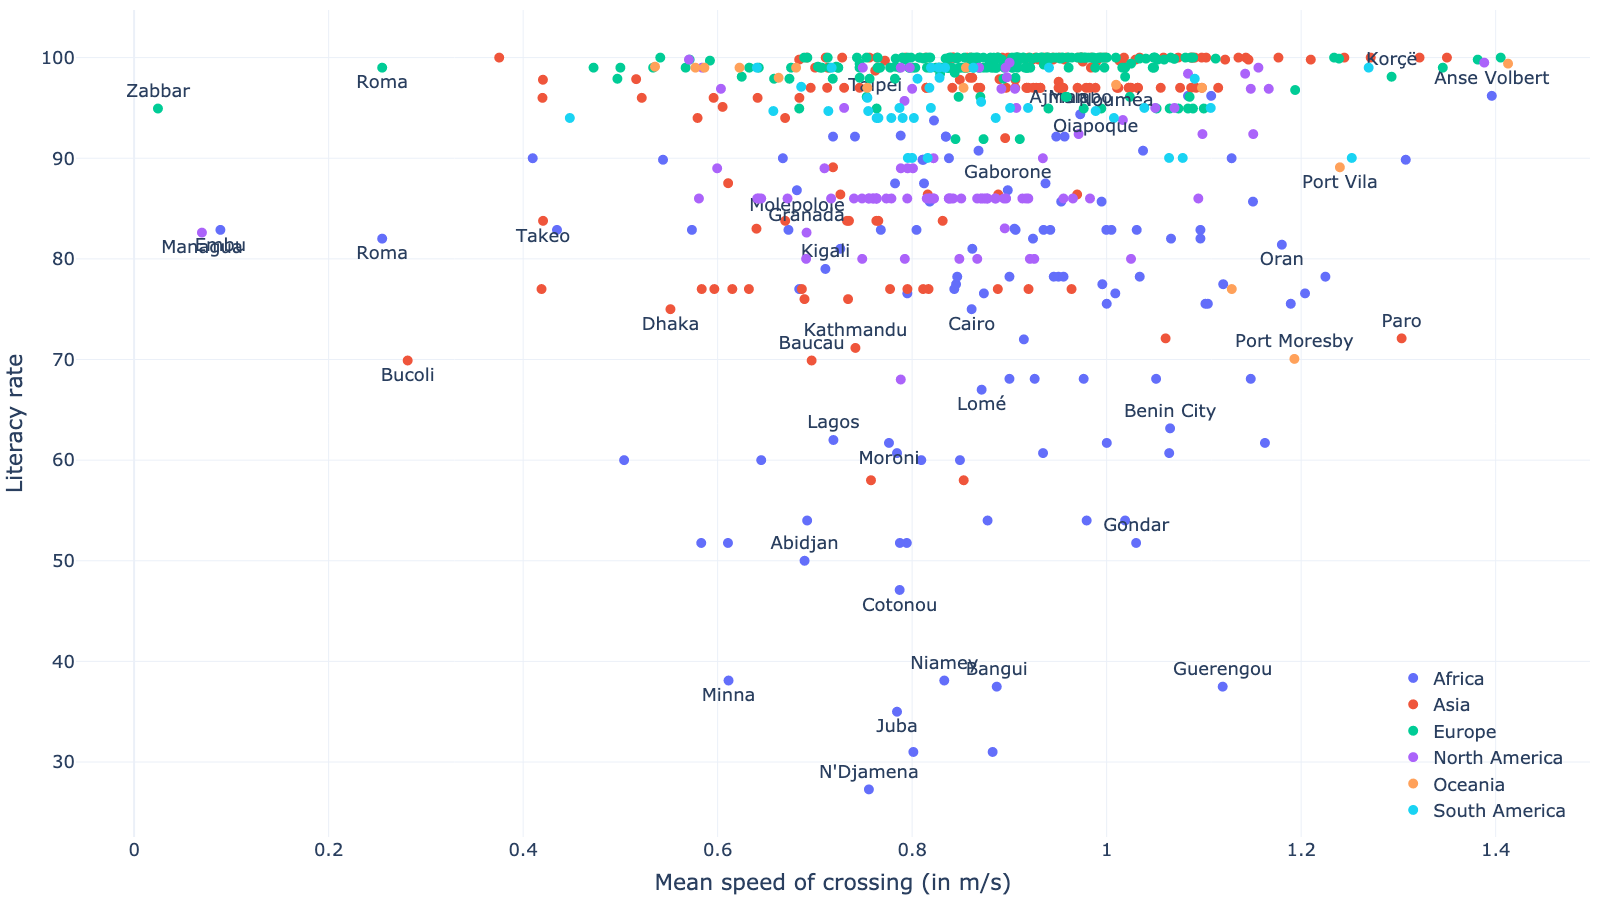 100
90
80
70
60
50
40
30
Literacy rate
Zabbar
Roma
Taipei
Korçë
Anse Volbert
Nouméa
Oiapoque
Gaborone
Port Vila
Molepolole
Granada
Takeo
Managua
Embu
Roma
Kigali
Oran
Dhaka
Kathmandu
Cairo
Paro
Baucau
Port Moresby
Bucoli
Lomé
Benin City
Lagos
Moroni
Gondar
Abidjan
Cotonou
Niamey
Bangui
Guerengou
Minna
Juba
N'Djamena
Africa
Asia
Europe
North America
Oceania
South America
0
0.2
0.4
0.6
0.8
1
1.2
1.4
Mean speed of crossing (in m/s)